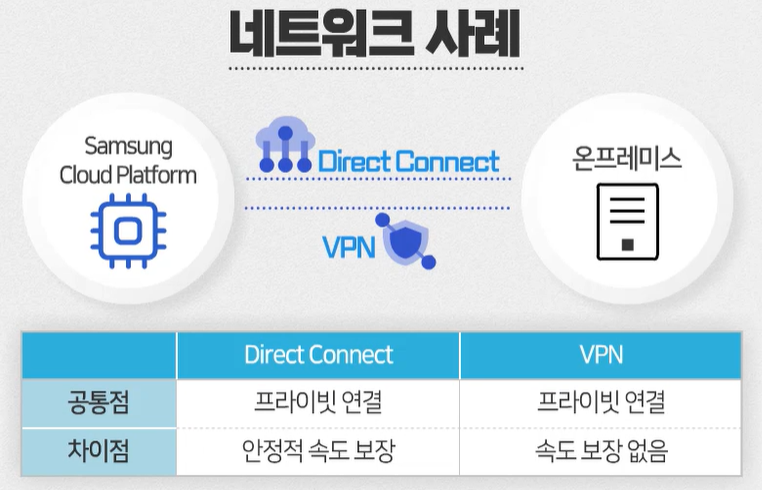 네트워크 사례
Samsung
Cloud Platform
Direct Connect
VPN
온프레미스
Direct Connect VPN
공통점 프라이빗 연결 프라이빗 연결
차이점 안정적 속도 보장 속도 보장 없음